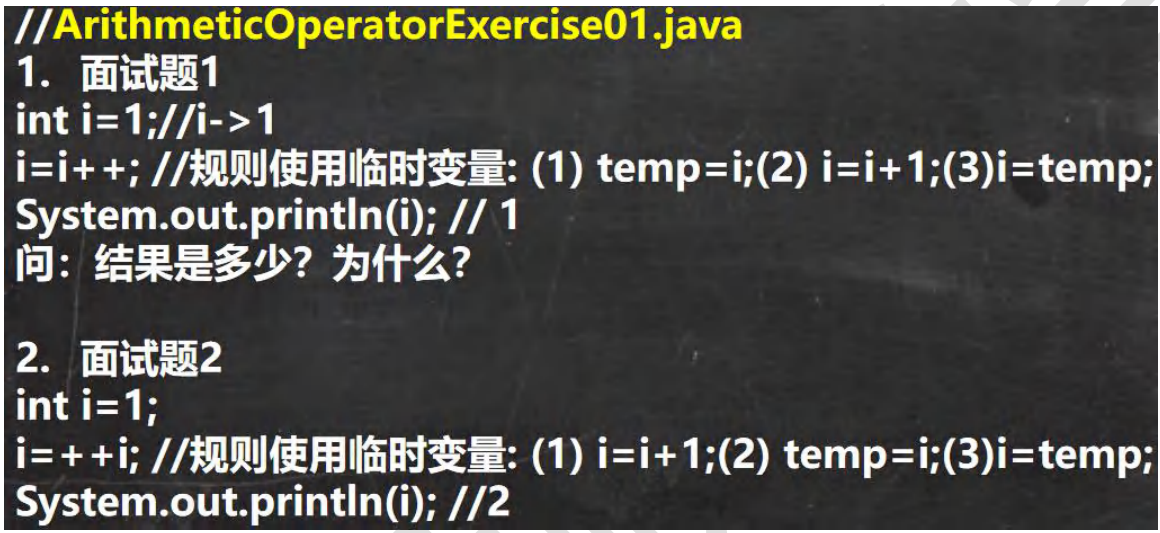 //ArithmeticOperatorExercise01.java
1. 面试题1
int i=1;//i->1
i=i++; //规则使用临时变量: (1) temp=i;(2) i=i+1;(3)i=temp;
System.out.println(i); // 1
问：结果是多少？为什么?

2. 面试题2
int i=1;
i=++i; //规则使用临时变量: (1) i=i+1;(2) temp=i;(3)i=temp;
System.out.println(i); //2